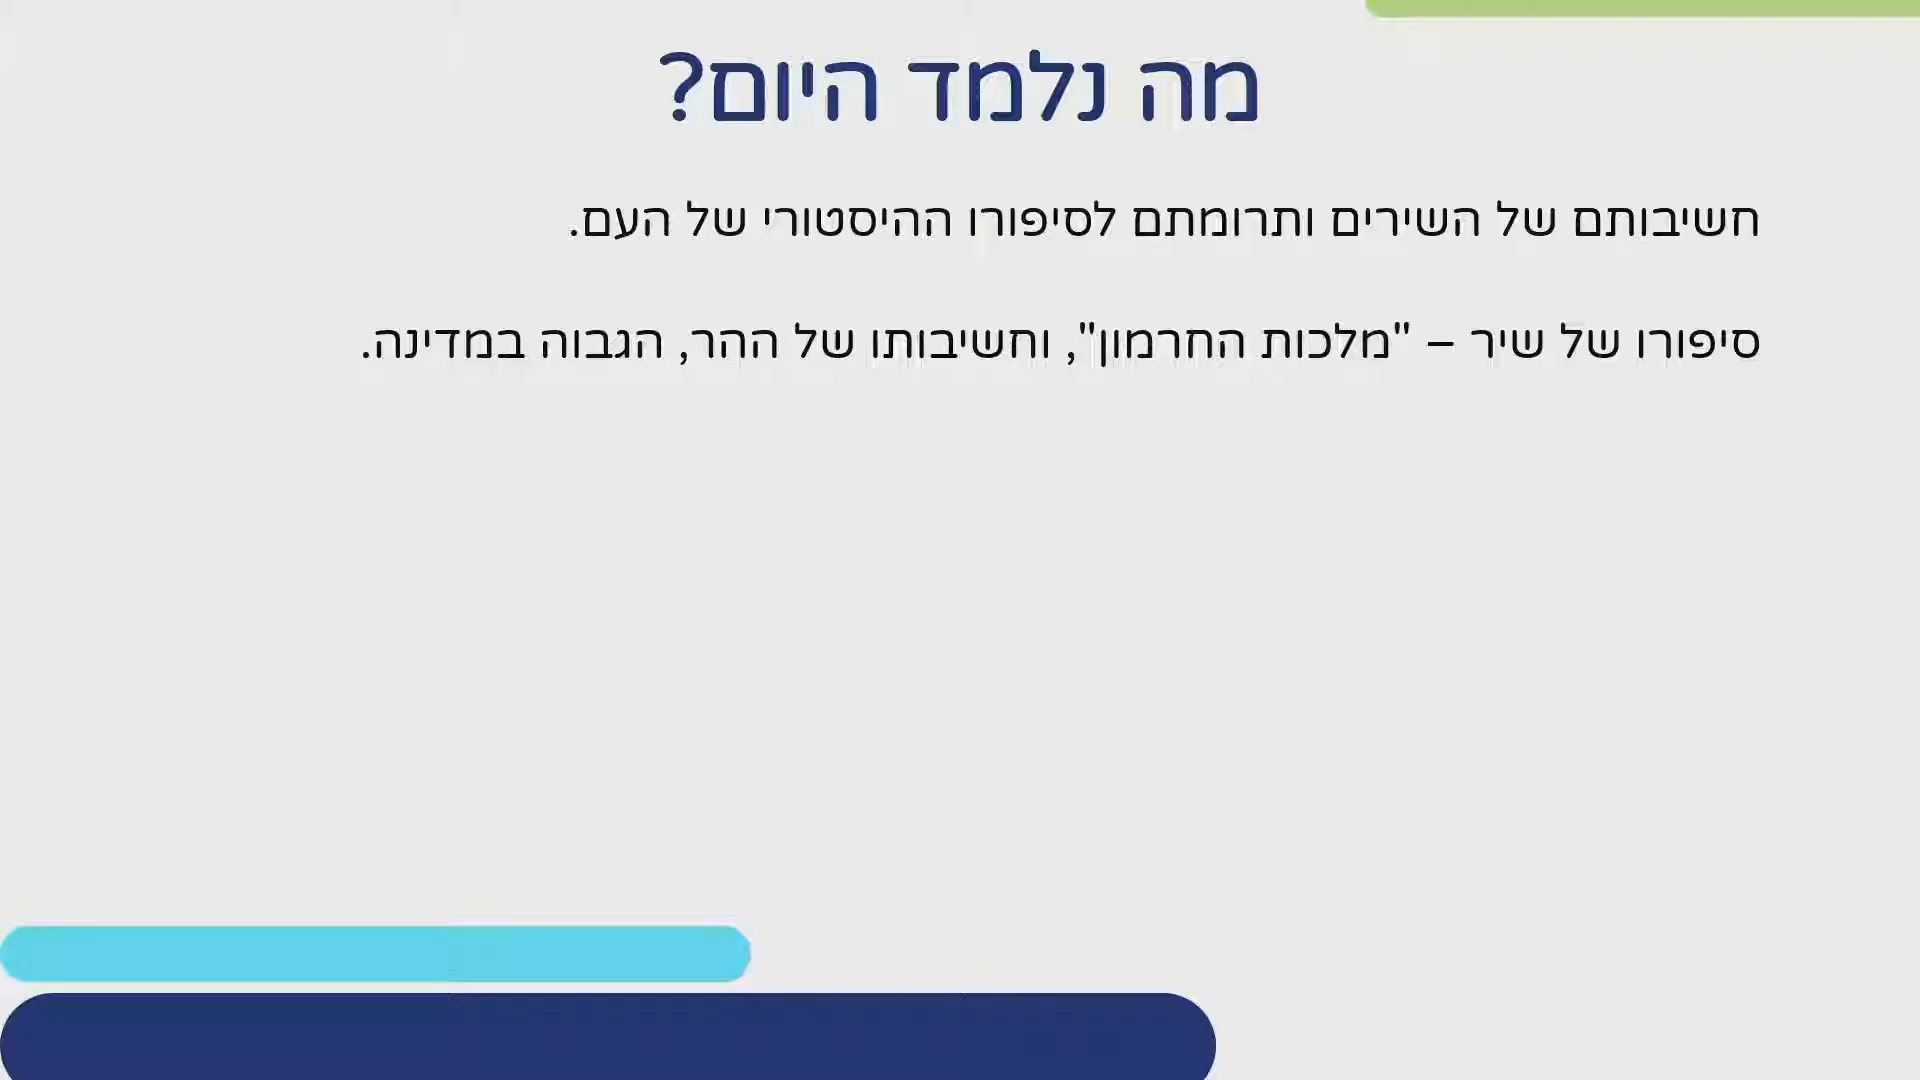 מה נלמד היום?
חשיבותם של השירים ותרומתם לסיפורו ההיסטורי של העם.
סיפורו של שיר – "מלכות החרמון", וחשיבותו של ההר, הגבוה במדינה.